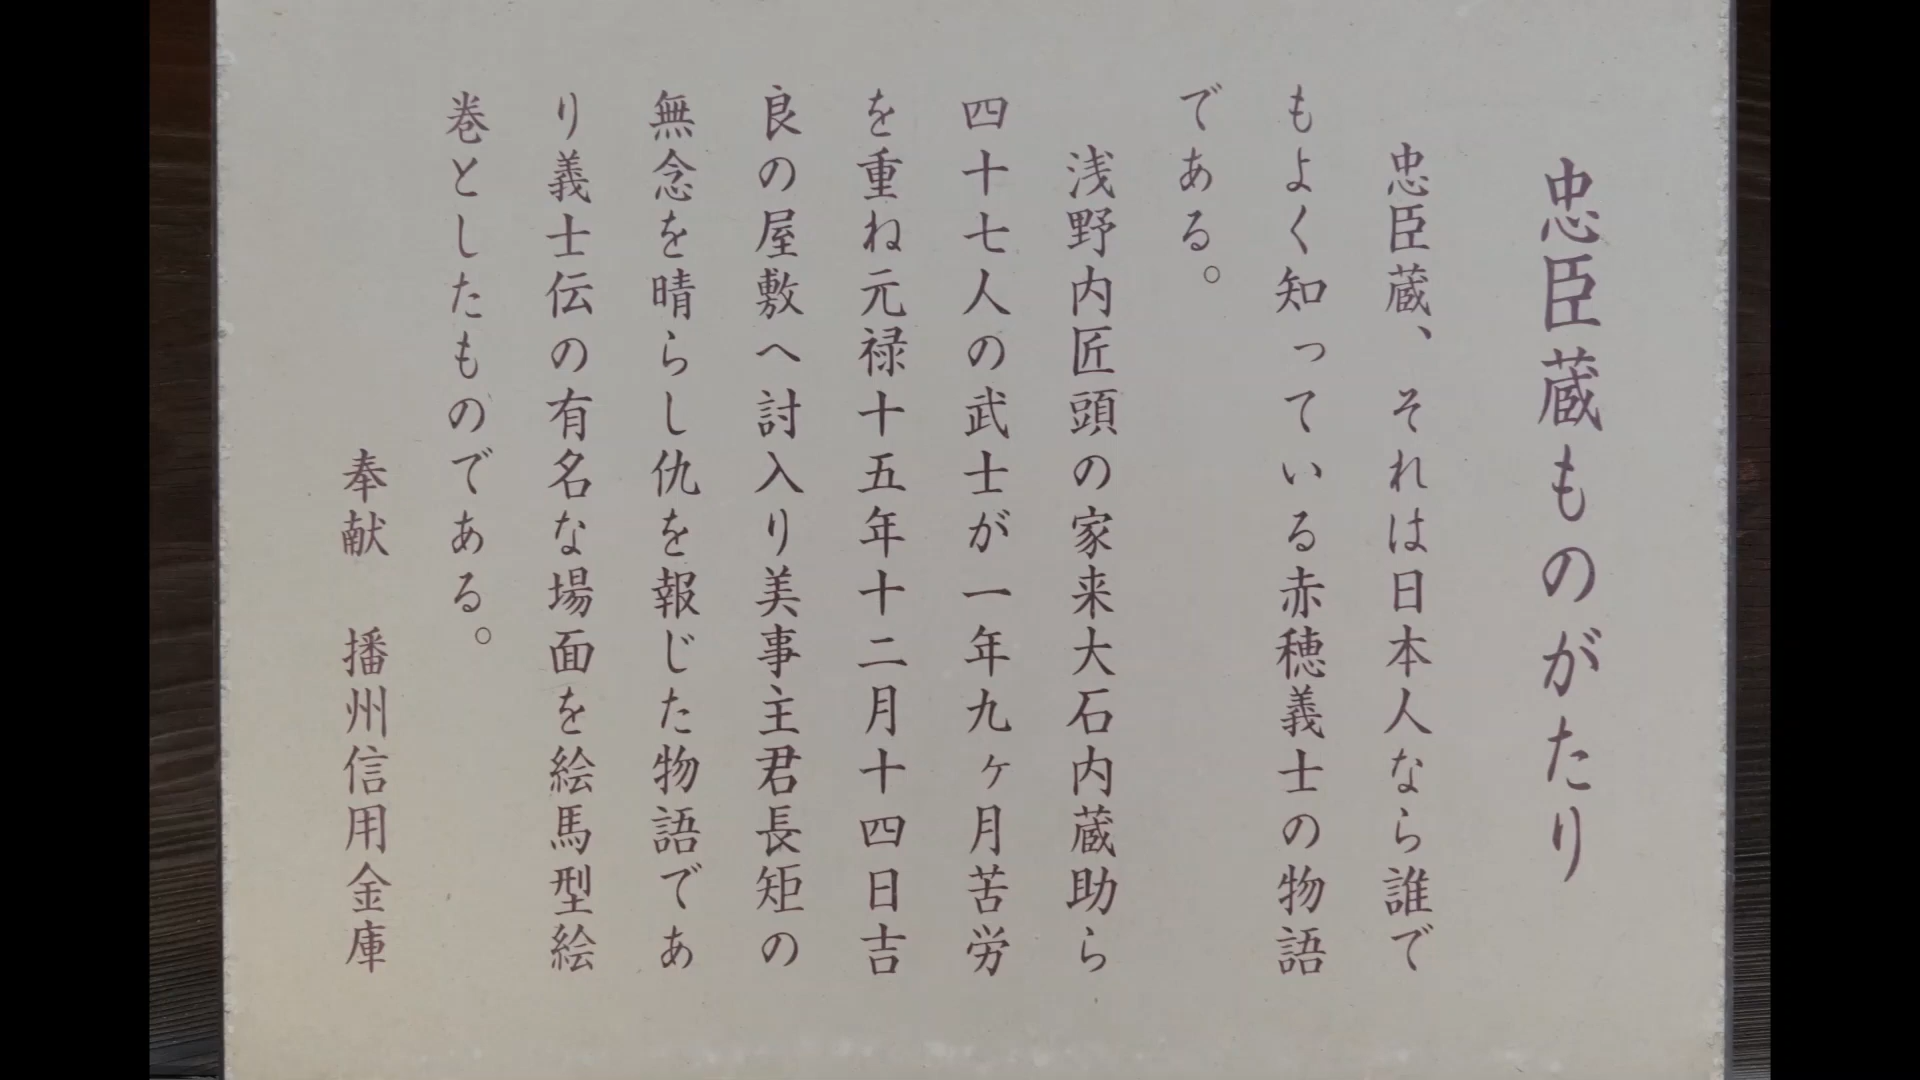 忠臣蔵ものがたり
忠臣蔵、それは日本人なら誰で
もよく知っている赤穂義士の物語
である。
浅野内匠頭の家来大石内蔵助ら
四十七人の武士が一年九ヶ月苦労
を重ね元禄十五年十二月十四日吉
良の屋敷へ討入り美事主君長矩の
無念を晴らし仇を報じた物語であ
り義士伝の有名な場面を絵馬型絵
巻としたものである。
奉献　播州信用金庫